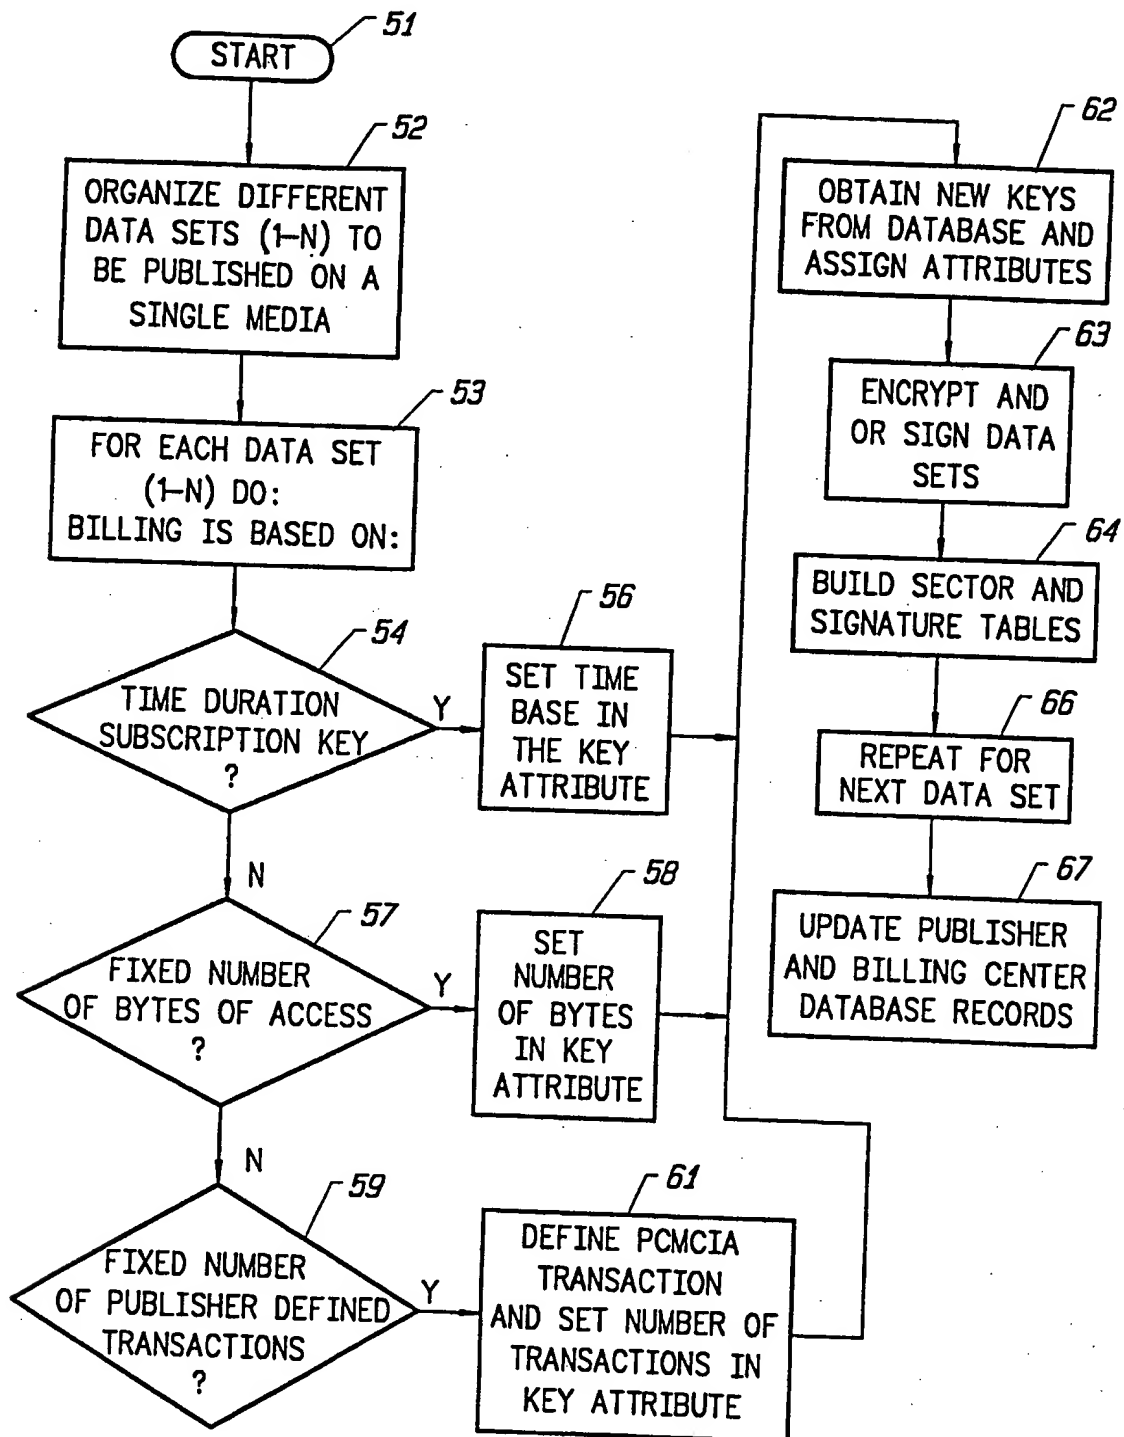 51
START
52
ORGANIZE DIFFERENT
DATA SETS (1-N) TO
BE PUBLISHED ON A
SINGLE MEDIA
53
FOR EACH DATA SET
(1-N) DO:
BILLING IS BASED ON:
54
TIME DURATION
SUBSCRIPTION KEY
?
Y
N
56
SET TIME
BASE IN
THE KEY
ATTRIBUTE
57
FIXED NUMBER
OF BYTES OF ACCESS
?
Y
N
58
SET
NUMBER
OF BYTES
IN KEY
ATTRIBUTE
59
FIXED NUMBER
OF PUBLISHER DEFINED
TRANSACTIONS
?
Y
61
DEFINE PCMCIA
TRANSACTION
AND SET NUMBER OF
TRANSACTIONS IN
KEY ATTRIBUTE
62
OBTAIN NEW KEYS
FROM DATABASE AND
ASSIGN ATTRIBUTES
63
ENCRYPT AND
OR SIGN DATA
SETS
64
BUILD SECTOR AND
SIGNATURE TABLES
66
REPEAT FOR
NEXT DATA SET
67
UPDATE PUBLISHER
AND BILLING CENTER
DATABASE RECORDS